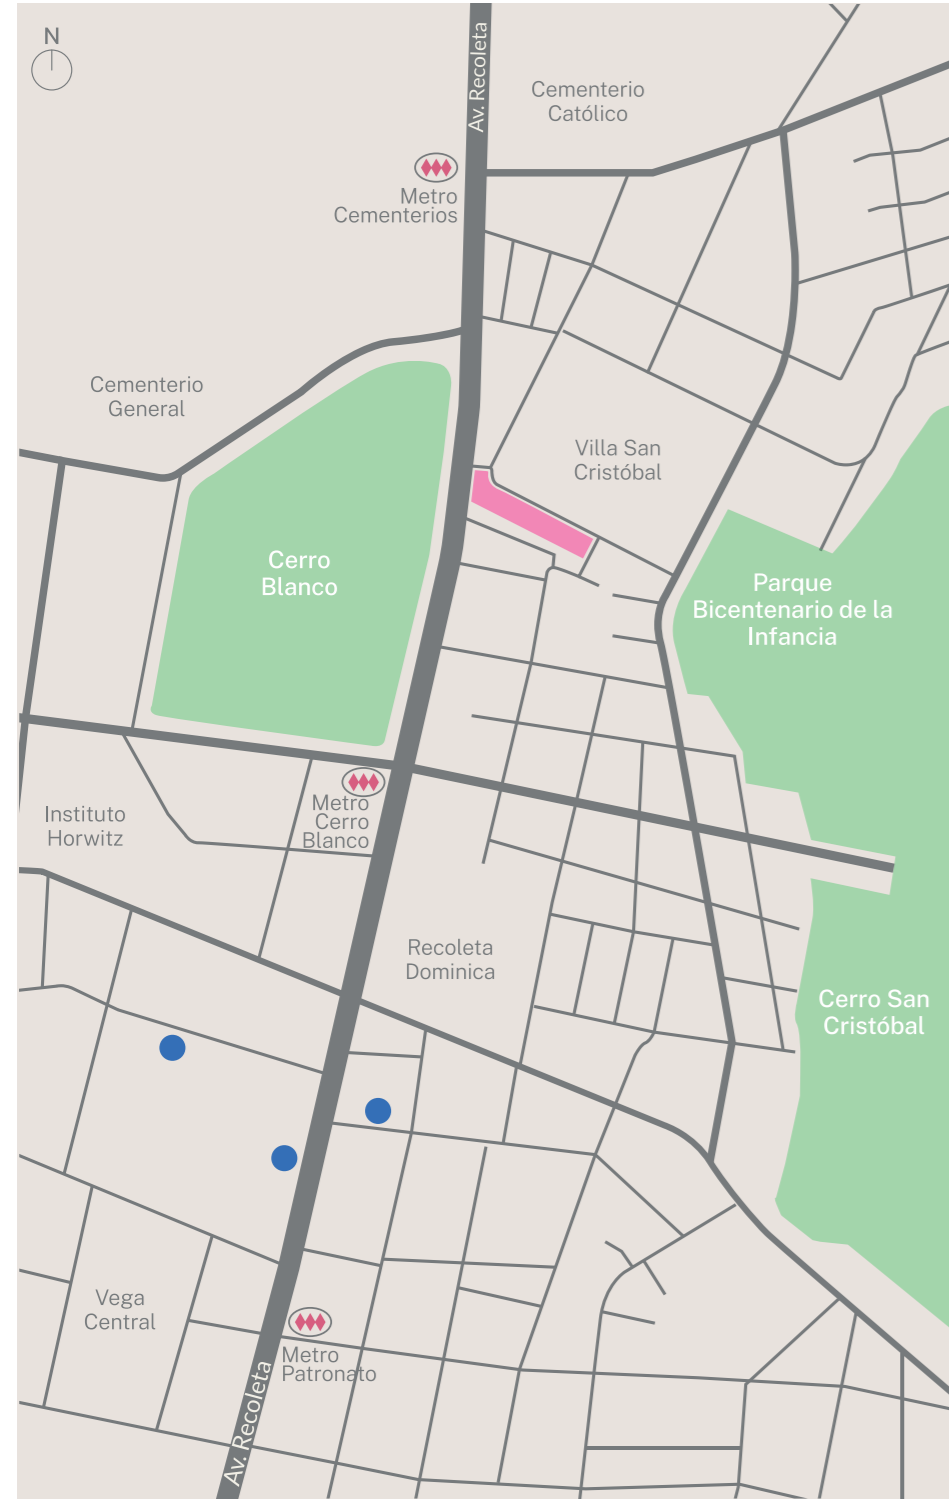 N
Av. Recoleta
Cementerio
Católico
Metro
Cementerios
Cementerio
General
Villa San
Cristóbal
Cerro
Blanco
Parque
Bicentenario de la
Infancia
Instituto
Horwitz
Metro
Cerro
Blanco
Recoleta
Dominica
Cerro San
Cristóbal
Vega
Central
Metro
Patronato
Av. Recoleta